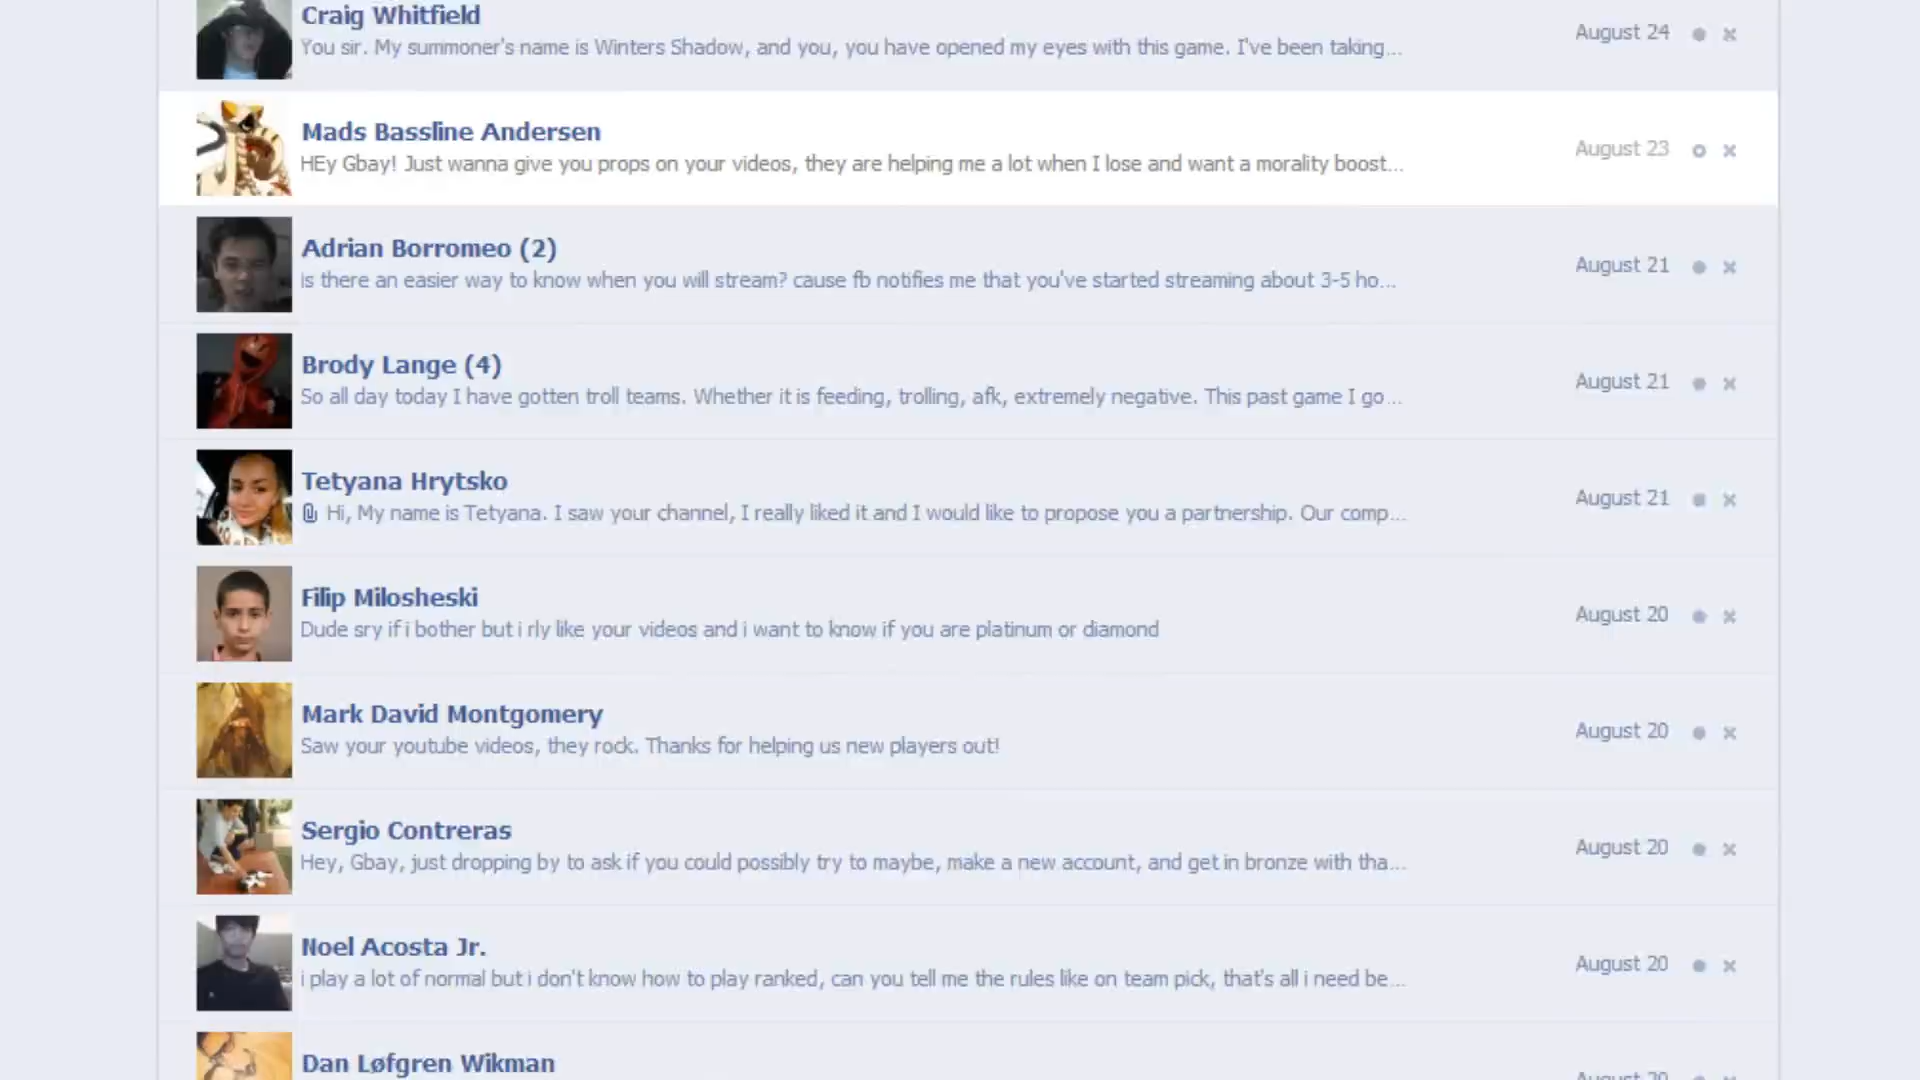 Craig Whitfield
You sir. My summoner's name is Winters Shadow, and you, you have opened my eyes with this game. I've been taking...
August 24
Mads Bassline Andersen
HEy Gbay! Just wanna give you props on your videos, they are helping me a lot when I lose and want a morality boost...
August 23
Adrian Borromeo (2)
Is there an easier way to know when you will stream? cause fb notifies me that you've started streaming about 3-5 ho...
August 21
Brody Lange (4)
So all day today I have gotten troll teams. Whether it is feeding, trolling, afk, extremely negative. This past game I go...
August 21
Tetyana Hrytsko
Hi, My name is Tetyana. I saw your channel, I really liked it and I would like to propose you a partnership. Our comp...
August 21
Filip Milosheski
Dude sry if i bother but i rly like your videos and i want to know if you are platinum or diamond
August 20
Mark David Montgomery
Saw your youtube videos, they rock. Thanks for helping us new players out!
August 20
Sergio Contreras
Hey, Gbay, just dropping by to ask if you could possibly try to maybe, make a new account, and get in bronze with tha...
August 20
Noel Acosta Jr.
i play a lot of normal but i don't know how to play ranked, can you tell me the rules like on team pick, that's all i need be...
August 20
Dan Løfgren Wikman
August 20